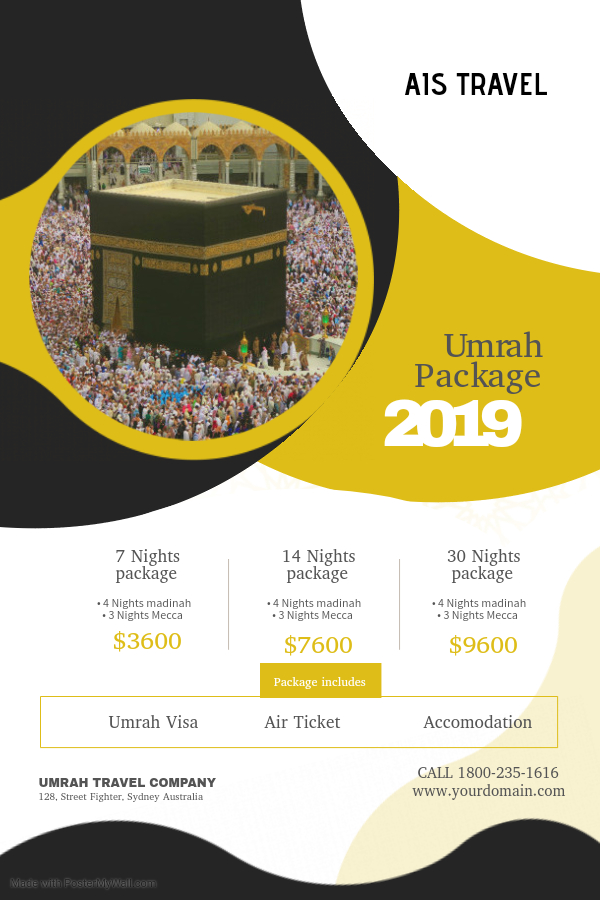 AIS TRAVEL
Umrah
Package
2019
7 Nights
package
• 4 Nights madinah
• 3 Nights Mecca
$3600
14 Nights
package
• 4 Nights madinah
• 3 Nights Mecca
$7600
30 Nights
package
• 4 Nights madinah
• 3 Nights Mecca
$9600
Package includes
Umrah Visa
Air Ticket
Accomodation
UMRAH TRAVEL COMPANY
128, Street Fighter, Sydney Australia
CALL 1800-235-1616
www.yourdomain.com
Made with PosterMyWall.com